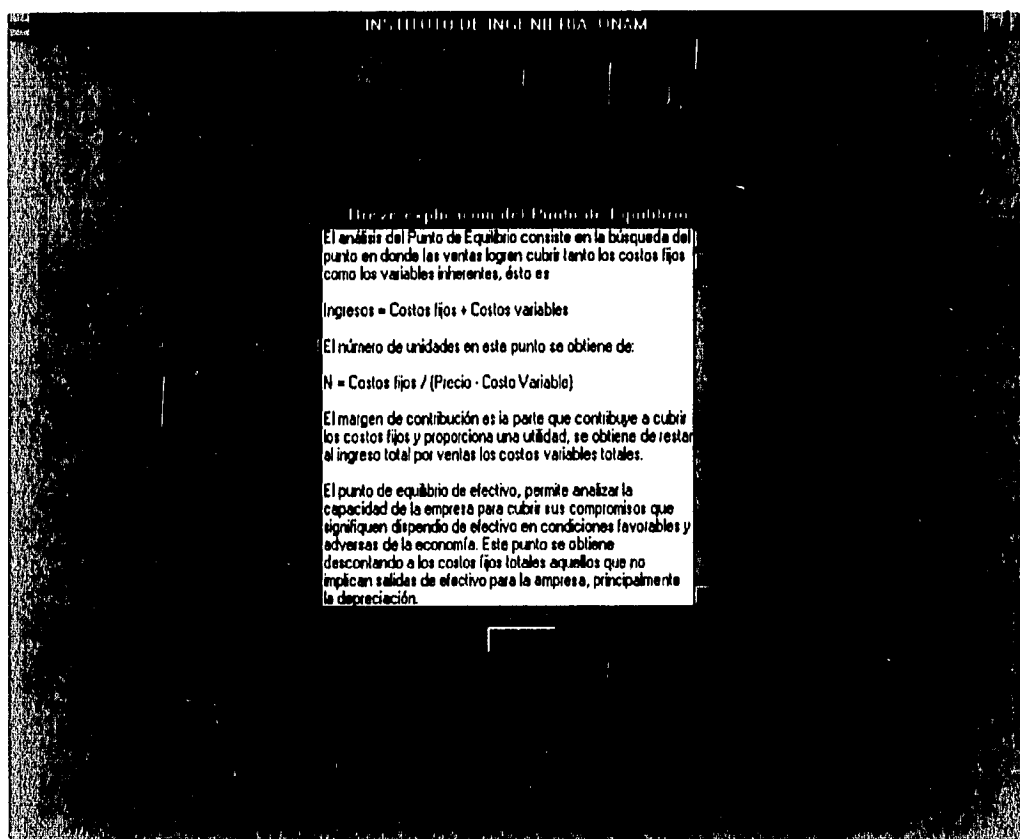 INSTITUTO DE INGENIERIA UNAM
Breve explicacion del Punto de Equilibrio
El análisis del Punto de Equilibrio consiste en la búsqueda del
punto en donde las ventas logren cubrir tanto los costos fijos
como los variables inherentes, ésto es
Ingresos = Costos fijos + Costos variables
El número de unidades en este punto se obtiene de:
N = Costos fijos / (Precio - Costo Variable)
El margen de contribución es la parte que contribuye a cubrir
los costos fijos y proporciona una utilidad, se obtiene de restar
al ingreso total por ventas los costos variables totales.
El punto de equilibrio de efectivo, permite analizar la
capacidad de la empresa para cubrir sus compromisos que
signifiquen dispendio de efectivo en condiciones favorables y
adversas de la economía. Este punto se obtiene
descontando a los costos fijos totales aquellos que no
implican salidas de efectivo para la empresa, principalmente
la depreciación.